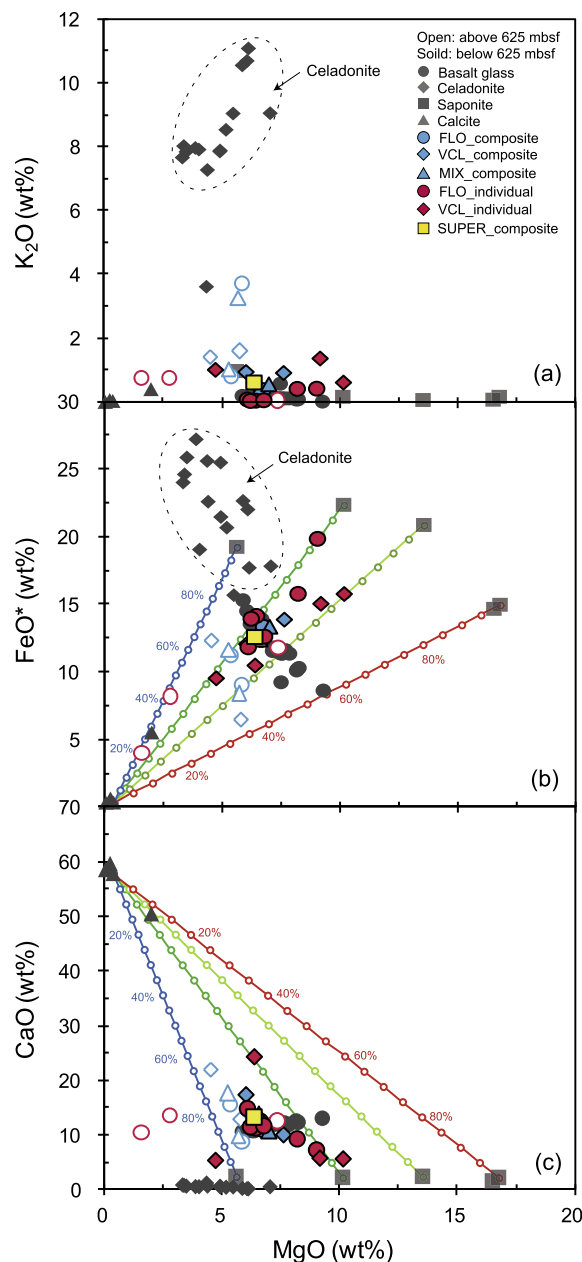 Open: above 625 mbsf
Soild: below 625 mbsf
Basalt glass
Celadonite
Saponite
Calcite
FLO_composite
VCL_composite
MIX_composite
FLO_individual
VCL_individual
SUPER_composite
Celadonite
12
10
8
6
4
2
K2O (wt%)
(a)
30
25
20
15
10
5
FeO* (wt%)
Celadonite
80%
60%
40%
20%
20%
40%
60%
80%
(b)
70
60
50
40
30
20
10
0
CaO (wt%)
20%
40%
60%
80%
20%
40%
60%
80%
(c)
0
5
10
15
20
MgO (wt%)